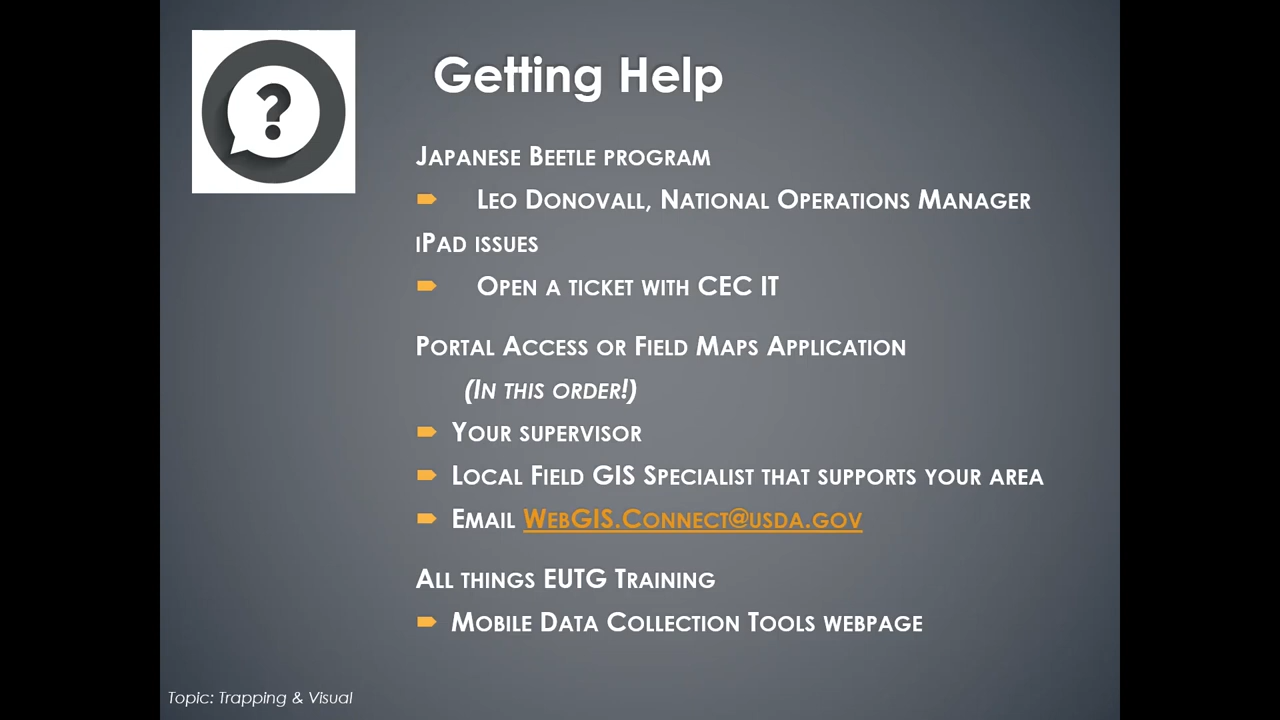 Getting Help
Japanese Beetle program
Leo Donovall, National Operations Manager
iPad issues
Open a ticket with CEC IT
Portal Access or Field Maps Application
(In this order!)
Your supervisor
Local Field GIS Specialist that supports your area
Email WebGIS.Connect@usda.gov
All things EUTG Training
Mobile Data Collection Tools webpage
Topic: Trapping & Visual